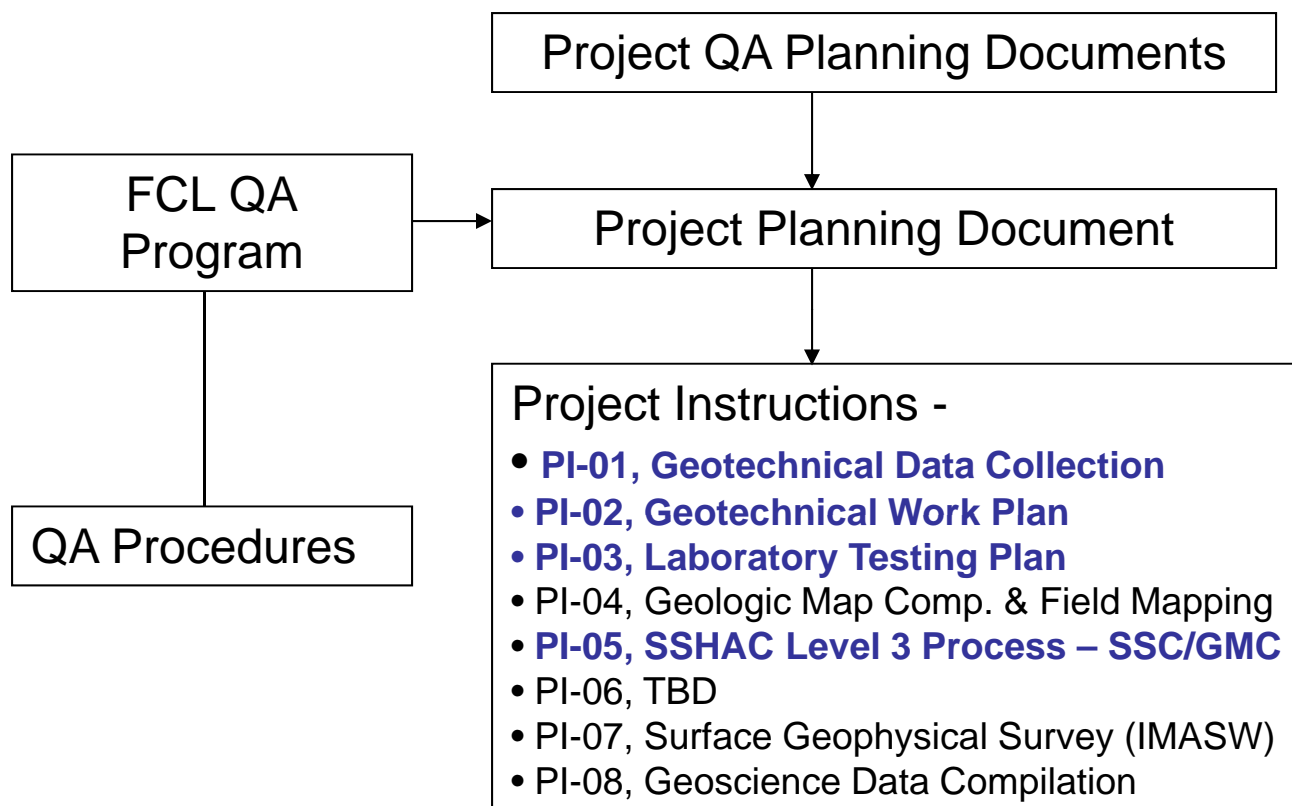 Project QA Planning Documents
FCL QA
Program
Project Planning Document
QA Procedures
Project Instructions -
• PI-01, Geotechnical Data Collection
• PI-02, Geotechnical Work Plan
• PI-03, Laboratory Testing Plan
• PI-04, Geologic Map Comp. & Field Mapping
• PI-05, SSHAC Level 3 Process – SSC/GMC
• PI-06, TBD
• PI-07, Surface Geophysical Survey (IMASW)
• PI-08, Geoscience Data Compilation